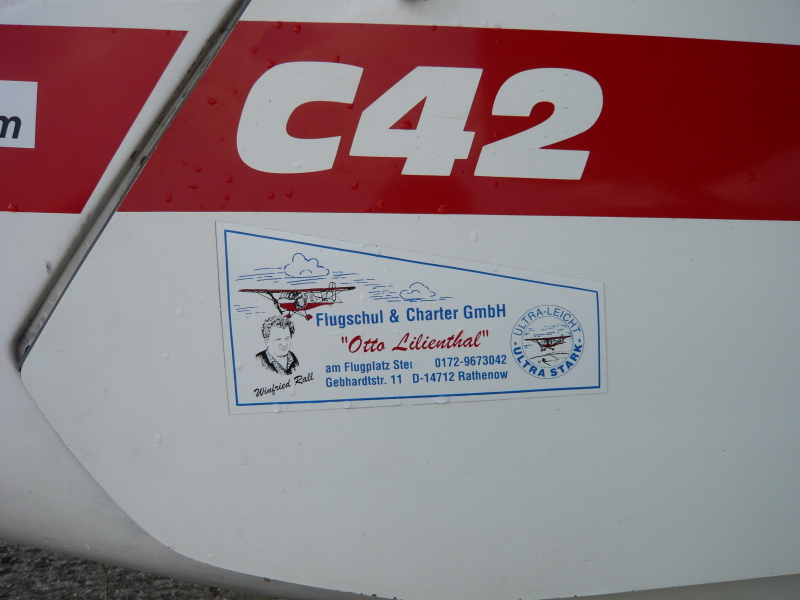 m
C42
Flugschul & Charter GmbH
"Otto Lilienthal"
am Flugplatz 0172-9673042
Gebhardtstr. 11 D-14712 Rathenow
Winfried Rall
ULTRA-LEICHT
ULTRA STARK